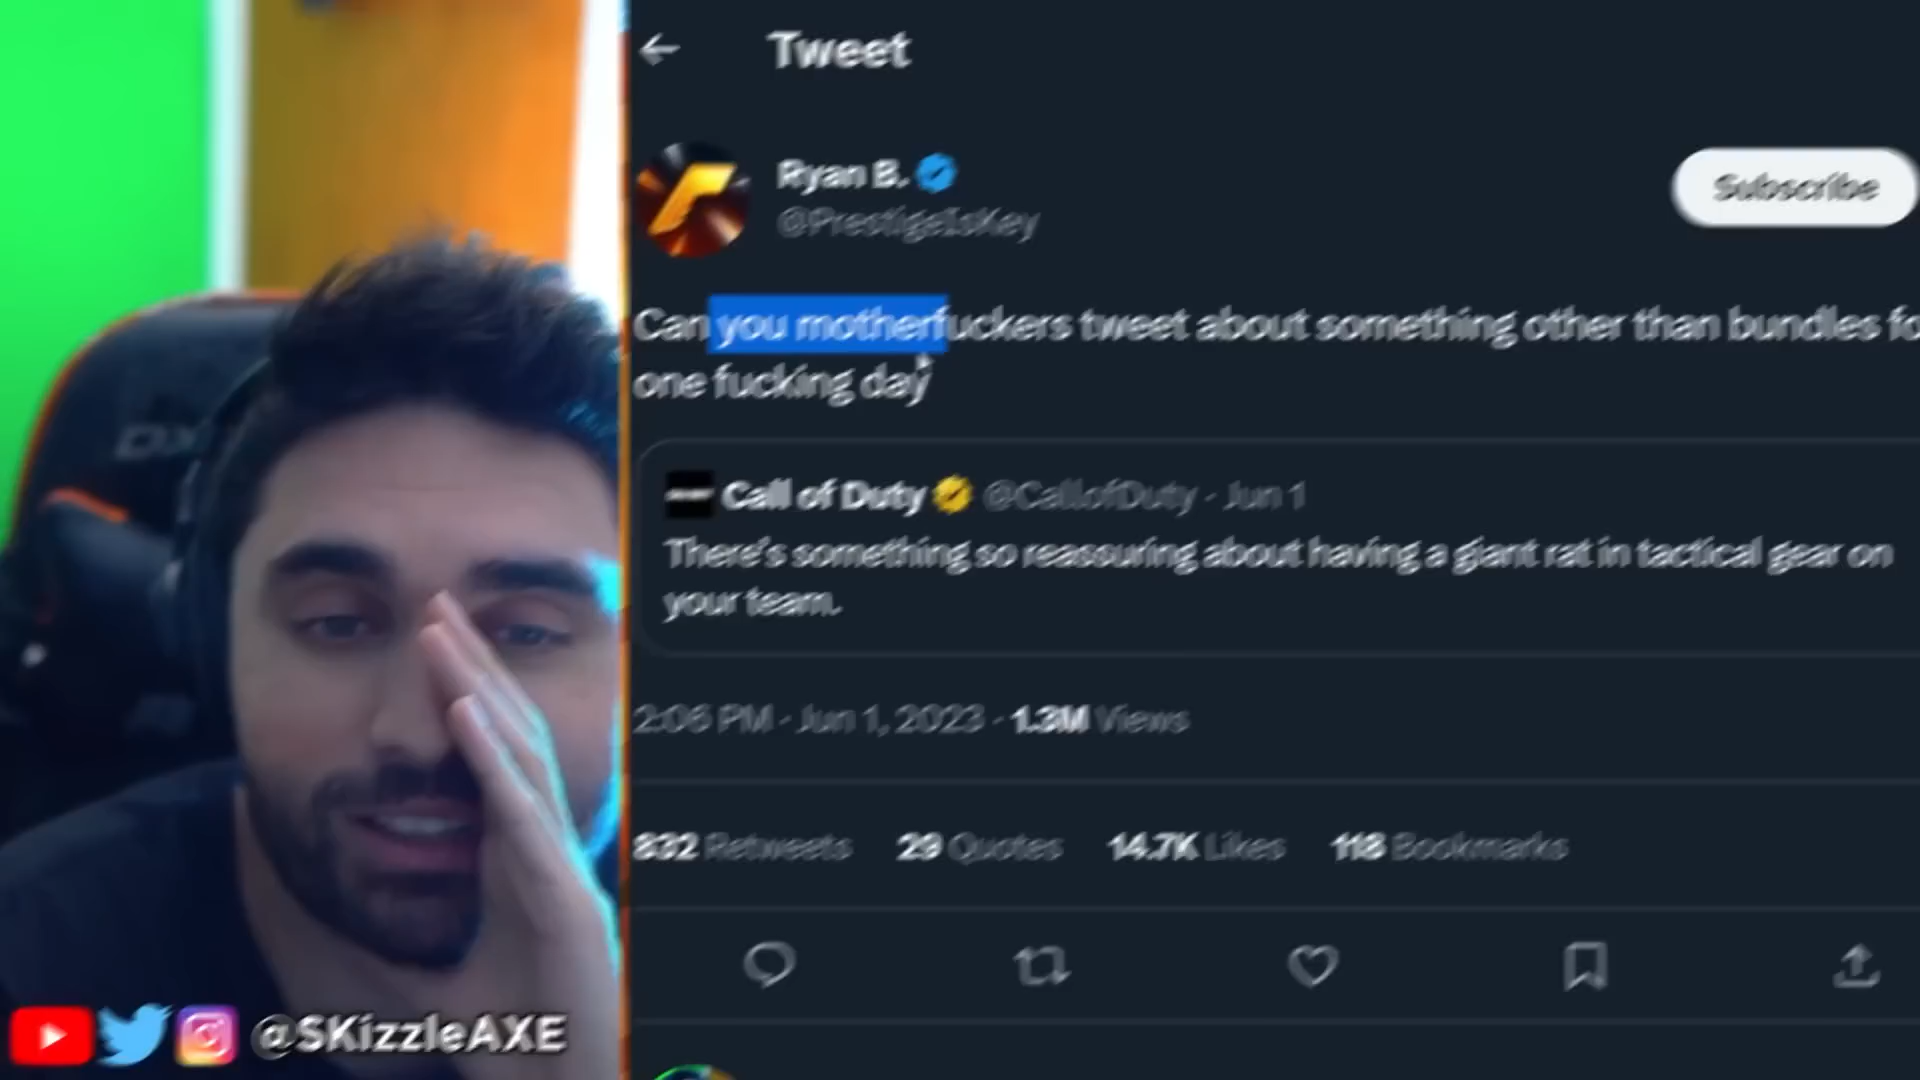 Tweet
Ryan B.
@PrestigeIsKey
Subscribe
Can you motherfuckers tweet about something other than bundles fo
one fucking day
Call of Duty @CallofDuty · Jun 1
There's something so reassuring about having a giant rat in tactical gear on
your team.
2:06 PM · Jun 1, 2023 · 1.3M Views
832 Retweets 29 Quotes 14.7K Likes 118 Bookmarks
DX
@SKizzleAXE